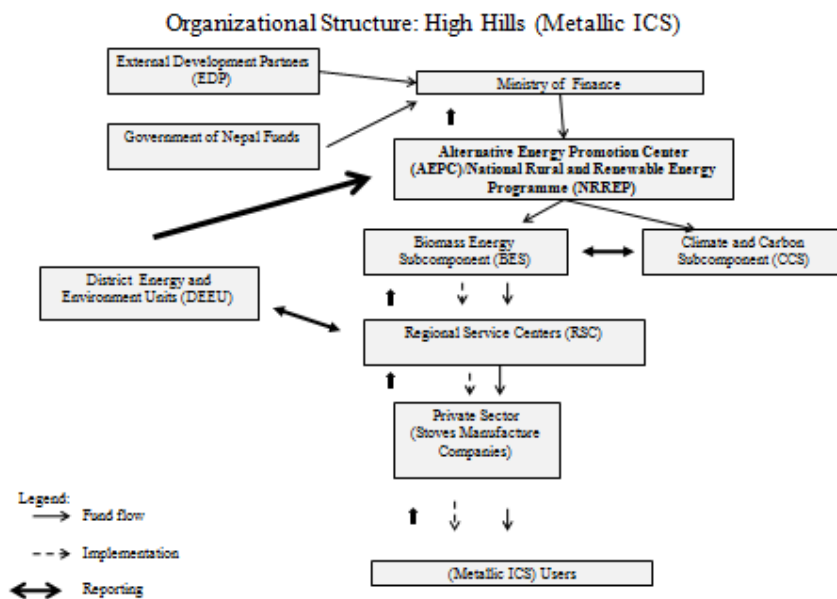 Organizational Structure: High Hills (Metallic ICS)
External Development Partners
(EDP)
Ministry of Finance
Government of Nepal Funds
Alternative Energy Promotion Center
(AEPC)/National Rural and Renewable Energy
Programme (NRREP)
Biomass Energy
Subcomponent (BES)
Climate and Carbon
Subcomponent (CCS)
District Energy and
Environment Units (DEEU)
Regional Service Centers (RSC)
Private Sector
(Stoves Manufacture
Companies)
Legend:
Fund flow
Implementation
(Metallic ICS) Users
Reporting